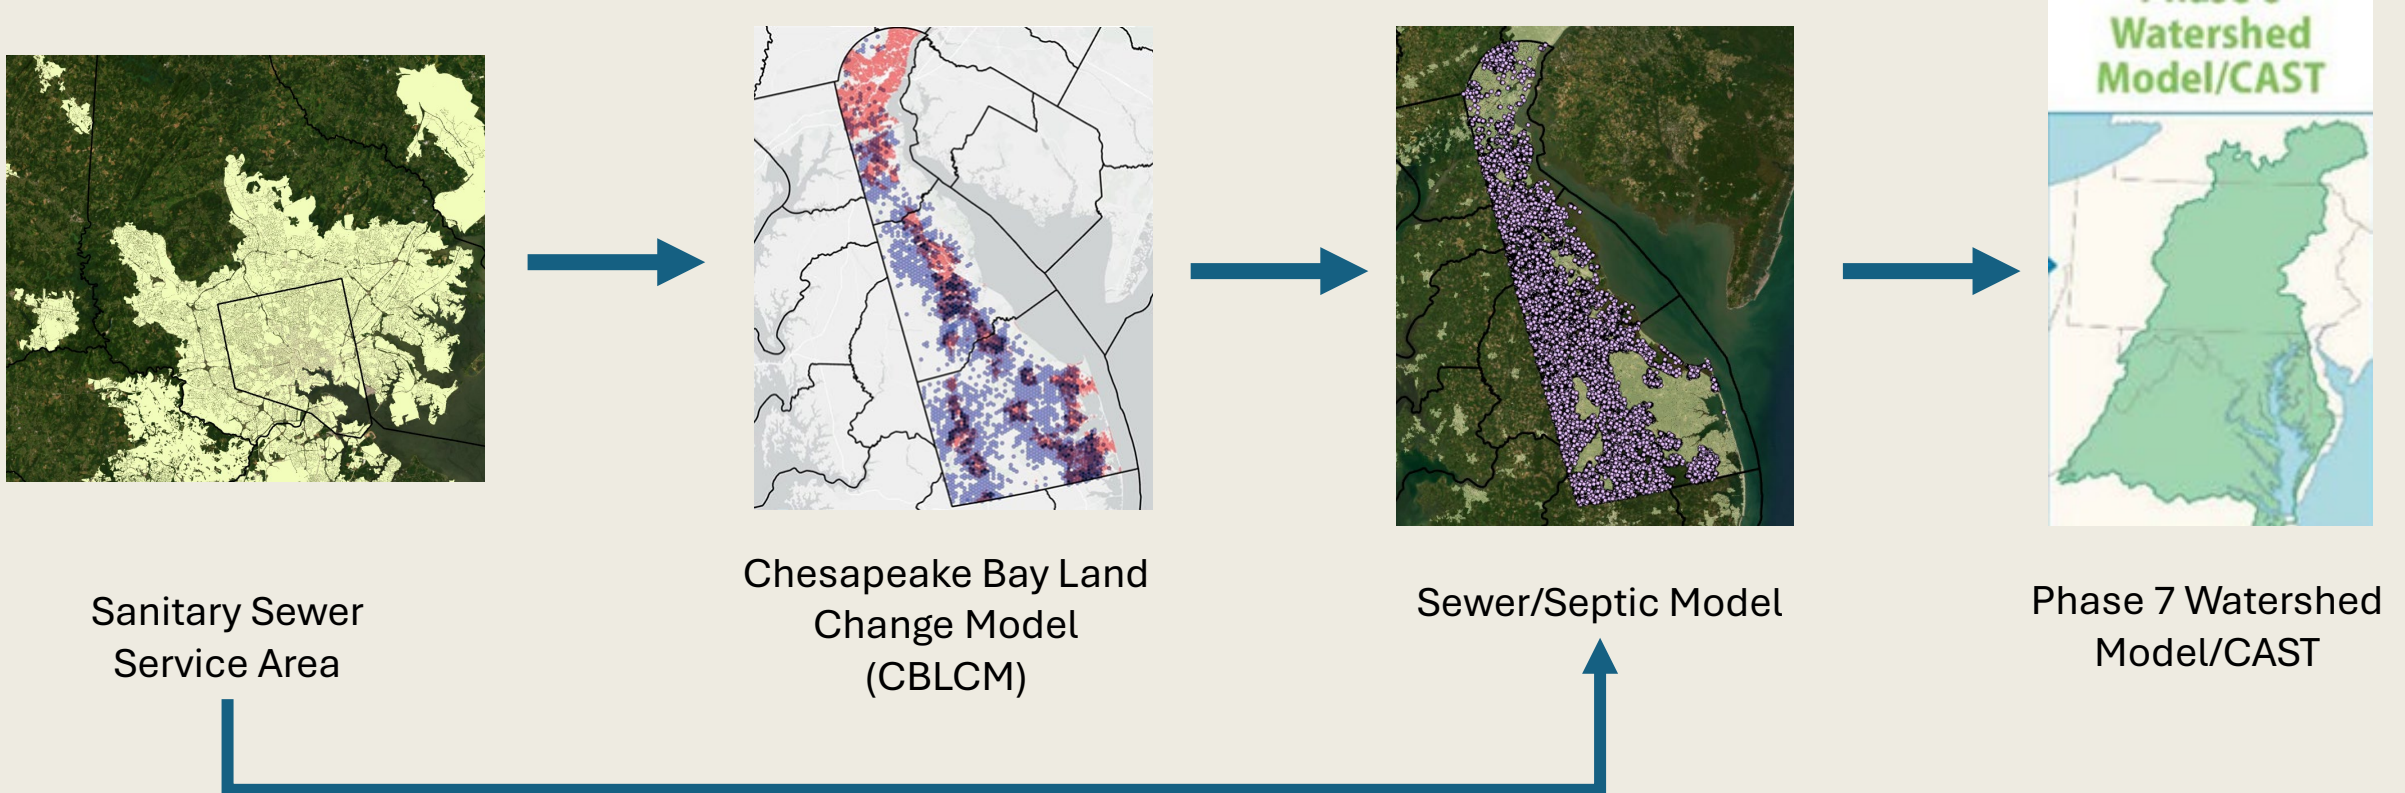 Watershed
Model/CAST
Sanitary Sewer
Service Area
Chesapeake Bay Land
Change Model
(CBLCM)
Sewer/Septic Model
Phase 7 Watershed
Model/CAST